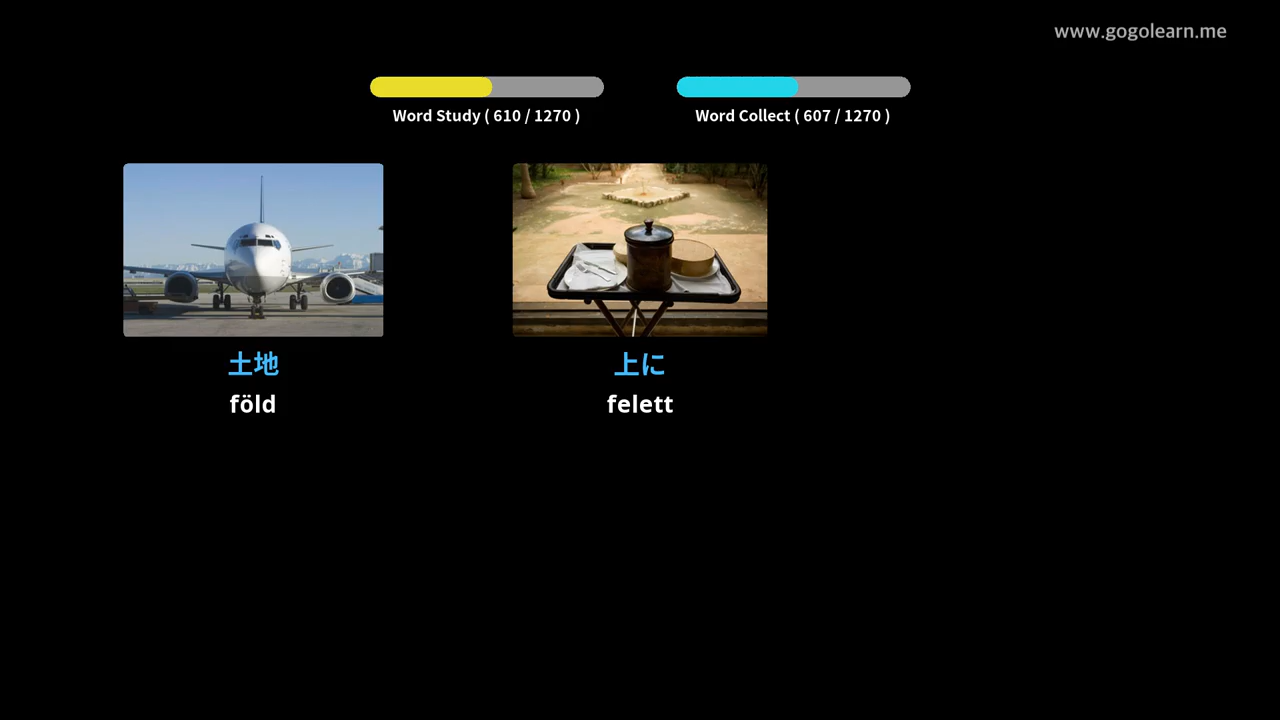 www.gogolearn.me
Word Study ( 610 / 1270 )
Word Collect ( 607 / 1270 )
土地
föld
上に
felett